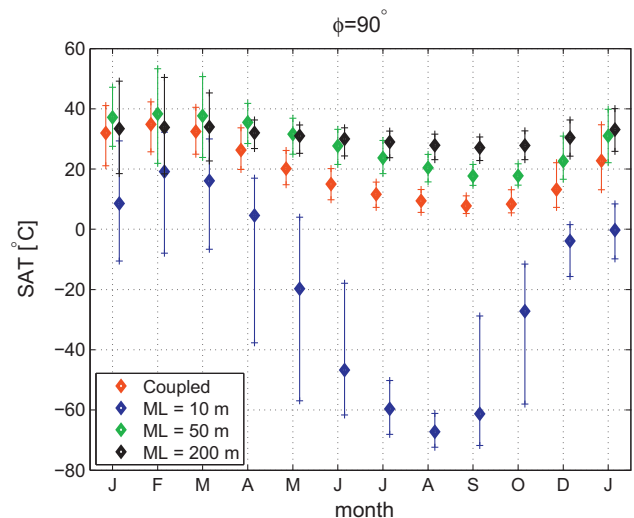 ϕ=90°
SAT [°C]
60
40
20
0
−20
−40
−60
−80
Coupled
ML = 10 m
ML = 50 m
ML = 200 m
J F M A M J J A S O D J
month